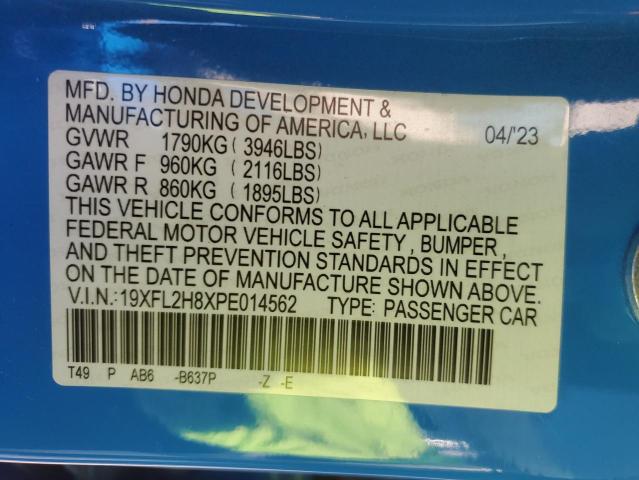 MFD. BY HONDA DEVELOPMENT &
MANUFACTURING OF AMERICA, LLC 04/'23
GVWR 1790KG ( 3946LBS)
GAWR F 960KG ( 2116LBS)
GAWR R 860KG ( 1895LBS)
THIS VEHICLE CONFORMS TO ALL APPLICABLE
FEDERAL MOTOR VEHICLE SAFETY , BUMPER ,
AND THEFT PREVENTION STANDARDS IN EFFECT
ON THE DATE OF MANUFACTURE SHOWN ABOVE.
V.I.N.: 19XFL2H8XPE014562 TYPE: PASSENGER CAR
T49 P AB6 -B637P -Z -E